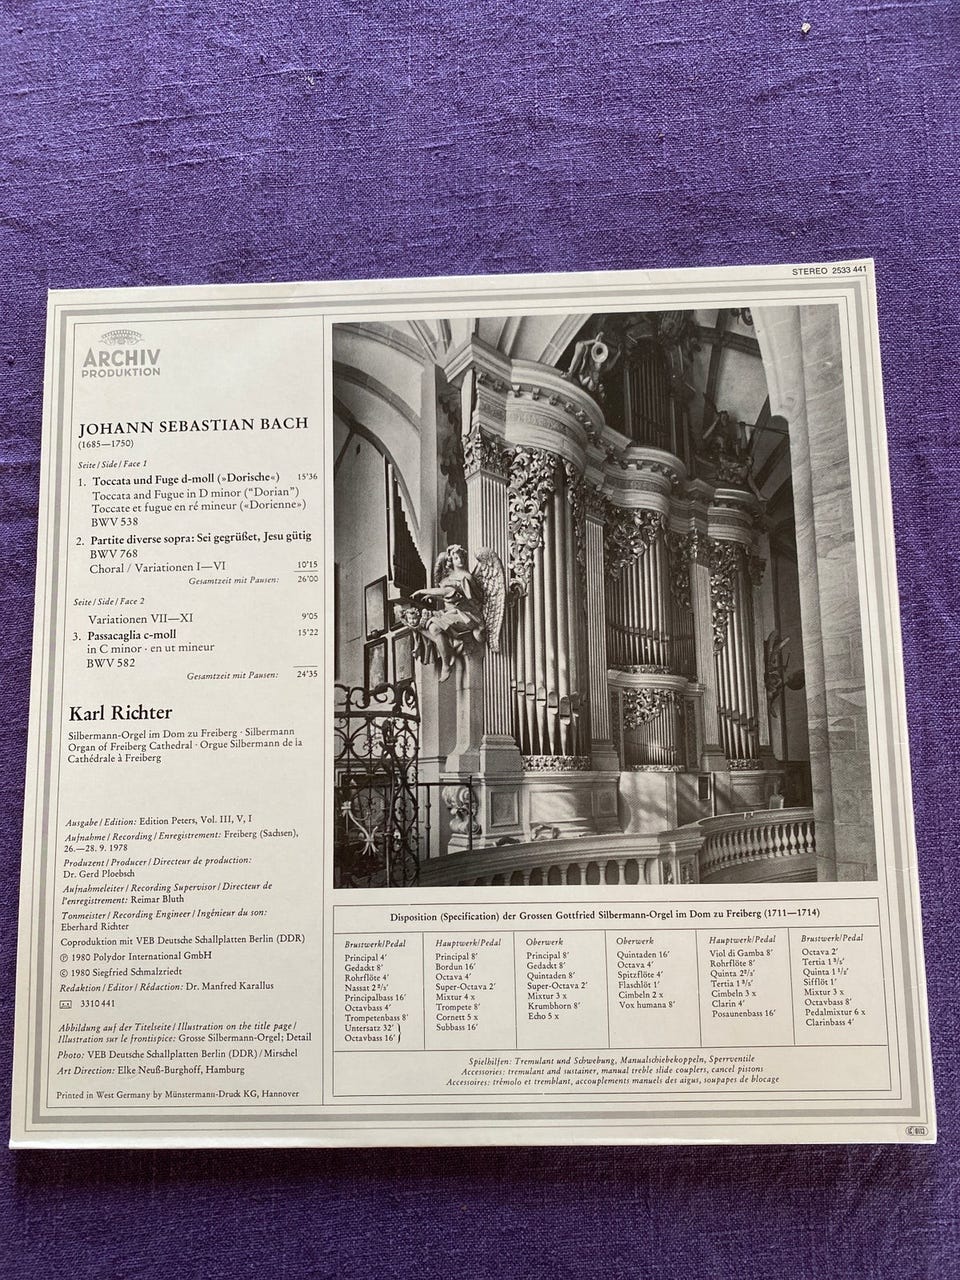 STEREO 2533 441
ARCHIV
PRODUKTION
JOHANN SEBASTIAN BACH
(1685—1750)
Seite / Side / Face 1
1. Toccata und Fuge d-moll (»Dorische«) 15'36
Toccata and Fugue in D minor ("Dorian")
Toccate et fugue en ré mineur («Dorienne»)
BWV 538
2. Partite diverse sopra: Sei gegrüßet, Jesu gütig
BWV 768
Choral / Variationen I—VI 10'15
Gesamtzeit mit Pausen: 26'00
Seite / Side / Face 2
Variationen VII—XI 9'05
3. Passacaglia c-moll 15'22
in C minor · en ut mineur
BWV 582
Gesamtzeit mit Pausen: 24'35
Karl Richter
Silbermann-Orgel im Dom zu Freiberg · Silbermann
Organ of Freiberg Cathedral · Orgue Silbermann de la
Cathédrale à Freiberg
Ausgabe / Edition: Edition Peters, Vol. III, V, I
Aufnahme / Recording / Enregistrement: Freiberg (Sachsen),
26.—28. 9. 1978
Produzent / Producer / Directeur de production:
Dr. Gerd Ploebsch
Aufnahmeleiter / Recording Supervisor / Directeur de
l'enregistrement: Reimar Bluth
Tonmeister / Recording Engineer / Ingénieur du son:
Eberhard Richter
Coproduktion mit VEB Deutsche Schallplatten Berlin (DDR)
℗ 1980 Polydor International GmbH
© 1980 Siegfried Schmalzriedt
Redaktion / Editor / Rédaction: Dr. Manfred Karallus
3310 441
Abbildung auf der Titelseite / Illustration on the title page /
Illustration sur le frontispice: Grosse Silbermann-Orgel; Detail
Photo: VEB Deutsche Schallplatten Berlin (DDR) / Mirschel
Art Direction: Elke Neuß-Burghoff, Hamburg
Printed in West Germany by Münstermann-Druck KG, Hannover
Disposition (Specification) der Grossen Gottfried Silbermann-Orgel im Dom zu Freiberg (1711—1714)
Brustwerk/Pedal
Principal 4'
Gedackt 8'
Rohrflöte 4'
Nassat 2 2/3'
Principalbass 16'
Octavbass 4'
Trompetenbass 8'
Untersatz 32'
Octavbass 16'
Hauptwerk/Pedal
Principal 8'
Bordun 16'
Octava 4'
Super-Octava 2'
Mixtur 4 x
Trompete 8'
Cornett 5 x
Subbass 16'
Oberwerk
Principal 8'
Gedackt 8'
Quintaden 8'
Super-Octava 2'
Mixtur 3 x
Krumbhorn 8'
Echo 5 x
Oberwerk
Quintaden 16'
Octava 4'
Spitzflöte 4'
Flaschlöt 1'
Cimbeln 2 x
Vox humana 8'
Hauptwerk/Pedal
Viol di Gamba 8'
Rohrflöte 8'
Quinta 2 2/3'
Tertia 1 3/5'
Cimbeln 3 x
Clarin 4'
Posaunenbass 16'
Brustwerk/Pedal
Octava 2'
Tertia 1 3/5'
Quinta 1 1/3'
Sifflöt 1'
Mixtur 3 x
Octavbass 8'
Pedalmixtur 6 x
Clarinbass 4'
Spielhilfen: Tremulant und Schwebung, Manualschiebekoppeln, Sperrventile
Accessories: tremulant and sustainer, manual treble slide couplers, cancel pistons
Accessoires: trémolo et tremblant, accouplements manuels des aigus, soupapes de blocage